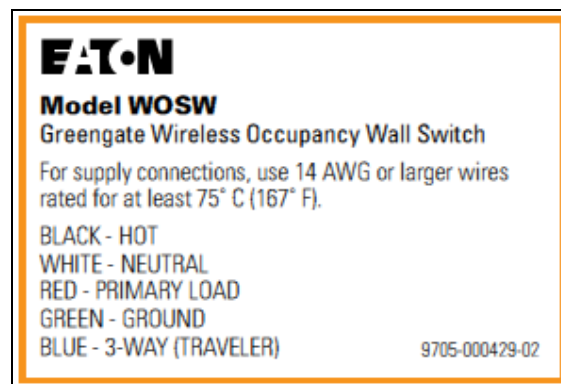 EATON
Model WOSW
Greengate Wireless Occupancy Wall Switch
For supply connections, use 14 AWG or larger wires
rated for at least 75° C (167° F).
BLACK - HOT
WHITE - NEUTRAL
RED - PRIMARY LOAD
GREEN - GROUND
BLUE - 3-WAY (TRAVELER) 9705-000429-02